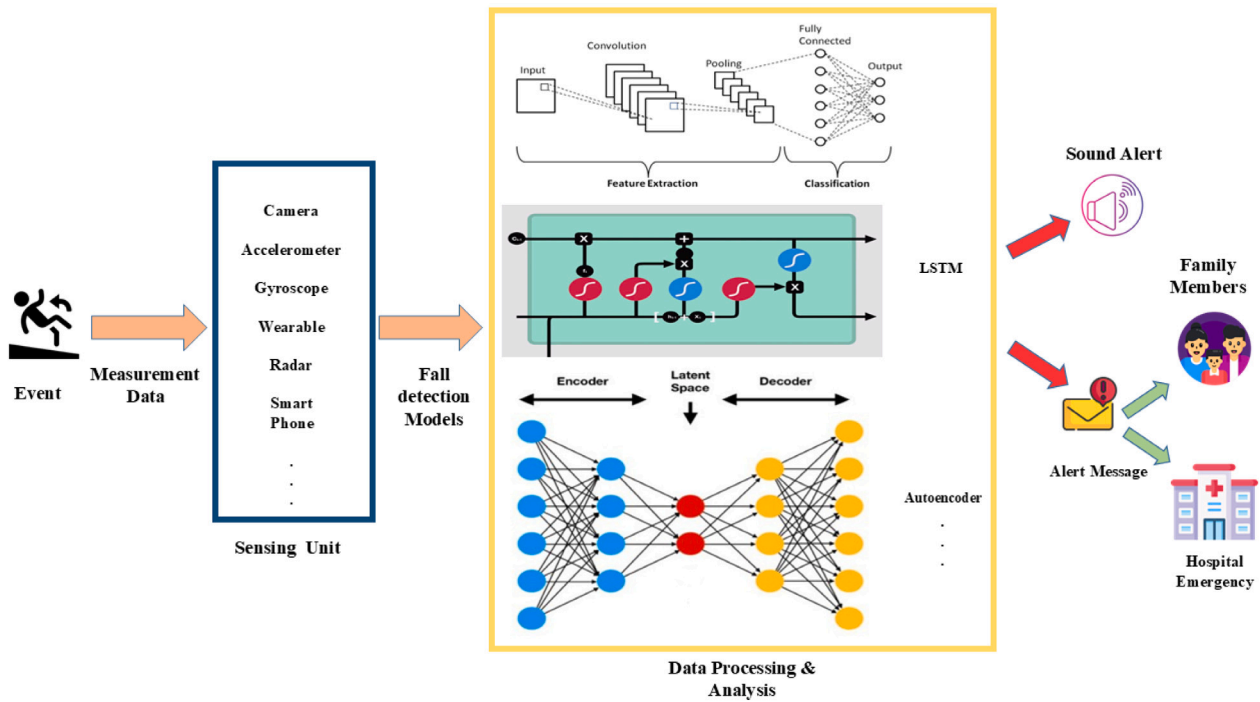 Event
Measurement
Data
Camera
Accelerometer
Gyroscope
Wearable
Radar
Smart
Phone
.
.
.
Sensing Unit
Fall
detection
Models
Input
Convolution
Pooling
Fully
Connected
Output
Feature Extraction
Classification
LSTM
Encoder
Latent
Space
Decoder
Autoencoder
.
.
.
Data Processing &
Analysis
Sound Alert
Family
Members
Alert Message
Hospital
Emergency